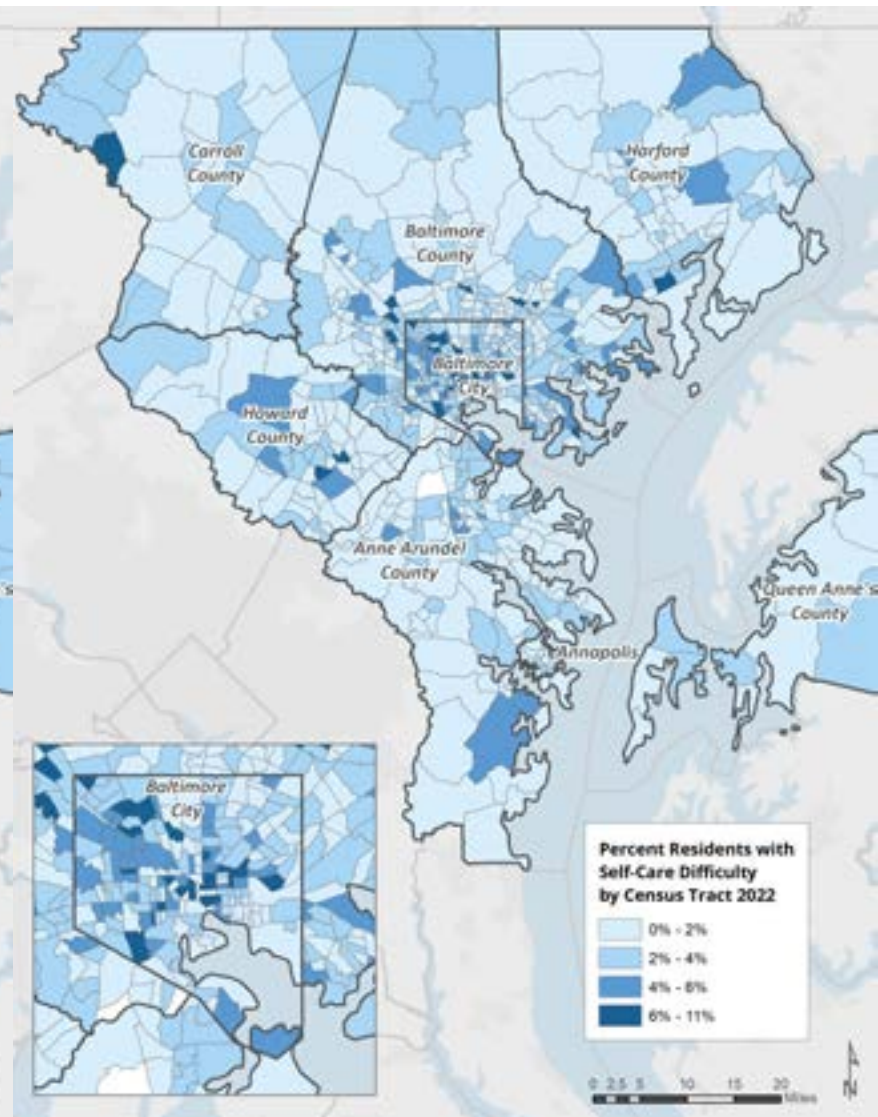 Carroll
County
Harford
County
Baltimore
County
Baltimore
City
Howard
County
Anne Arundel
County
Queen Anne's
County
's
Annapolis
Baltimore
City
Percent Residents with
Self-Care Difficulty
by Census Tract 2022
0% - 2%
2% - 4%
4% - 6%
6% - 11%
0 2.5 5 10 15 20
Miles
N